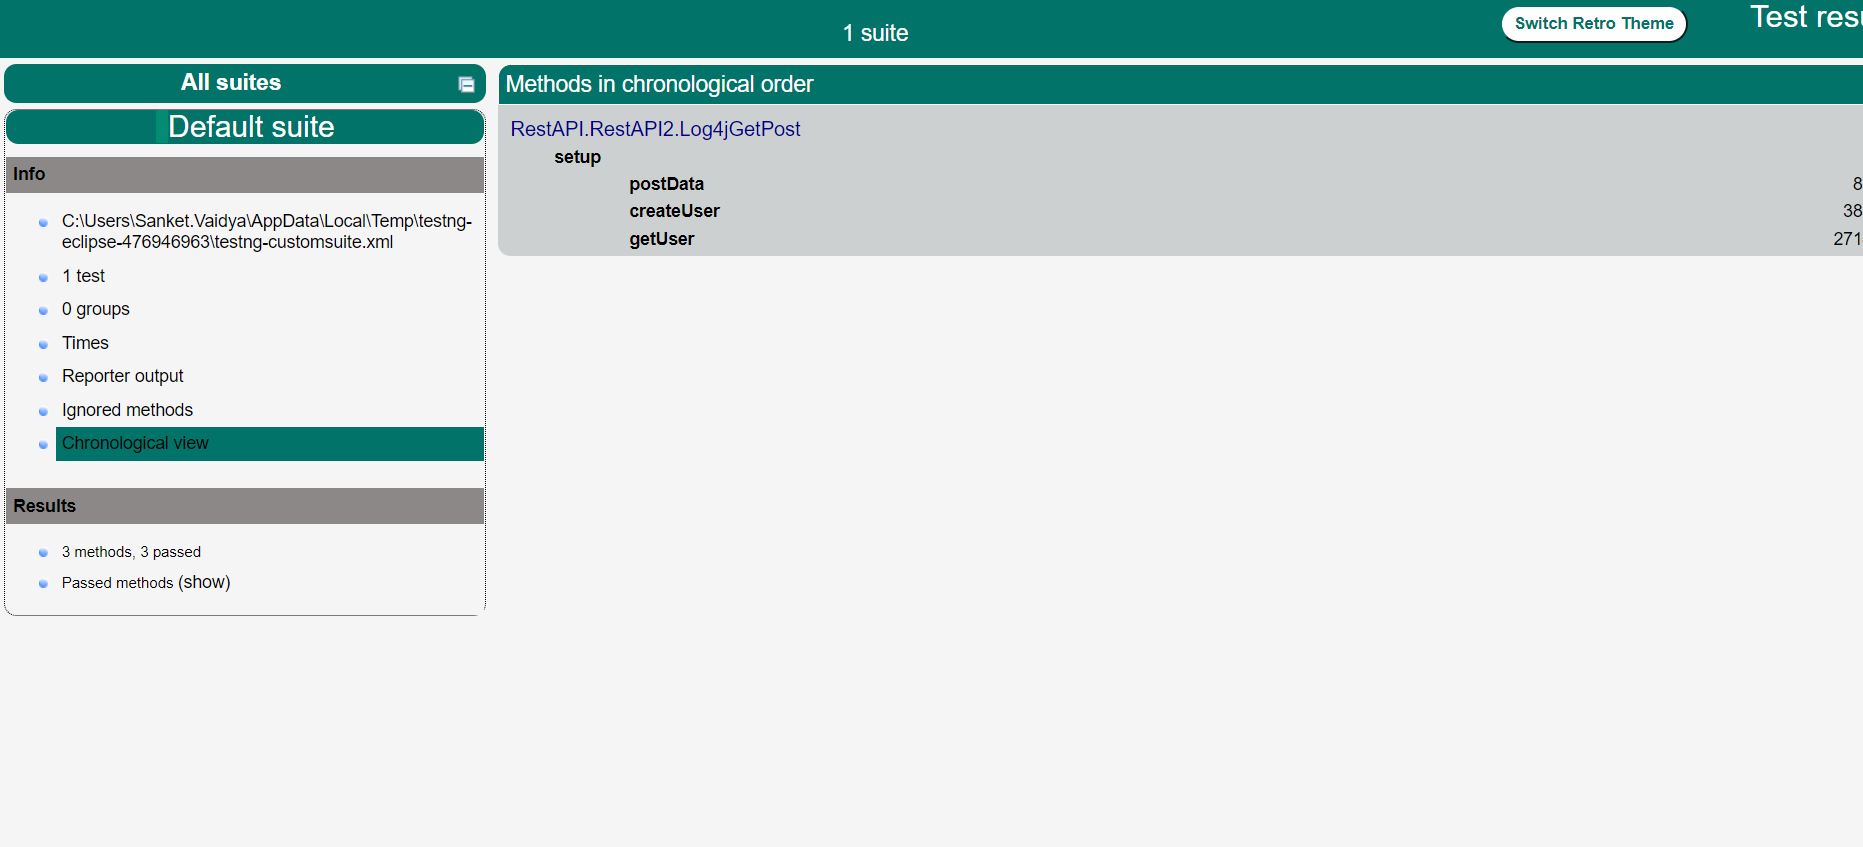 1 suite
Switch Retro Theme
Test res
All suites
Default suite
Info
C:\Users\Sanket.Vaidya\AppData\Local\Temp\testng-
eclipse-476946963\testng-customsuite.xml
1 test
0 groups
Times
Reporter output
Ignored methods
Chronological view
Results
3 methods, 3 passed
Passed methods (show)
Methods in chronological order
RestAPI.RestAPI2.Log4jGetPost
setup
postData 8
createUser 38
getUser 271